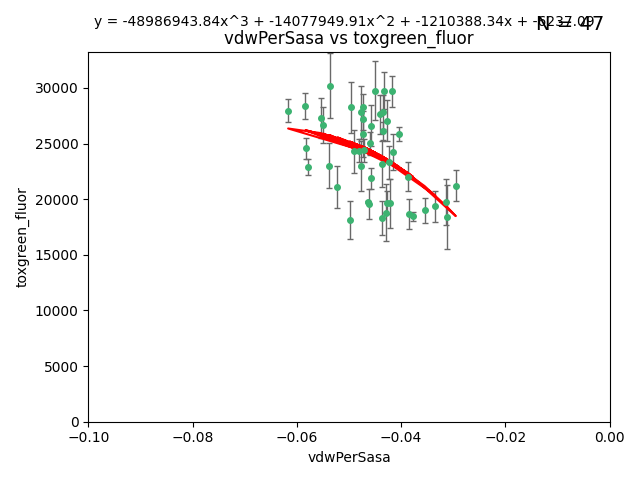 y = -48986943.84x^3 + -14077949.91x^2 + -1210388.34x + -6237.09
N = 47
vdwPerSasa vs toxgreen_fluor
toxgreen_fluor
30000
25000
20000
15000
10000
5000
0
−0.10
−0.08
−0.06
−0.04
−0.02
0.00
vdwPerSasa